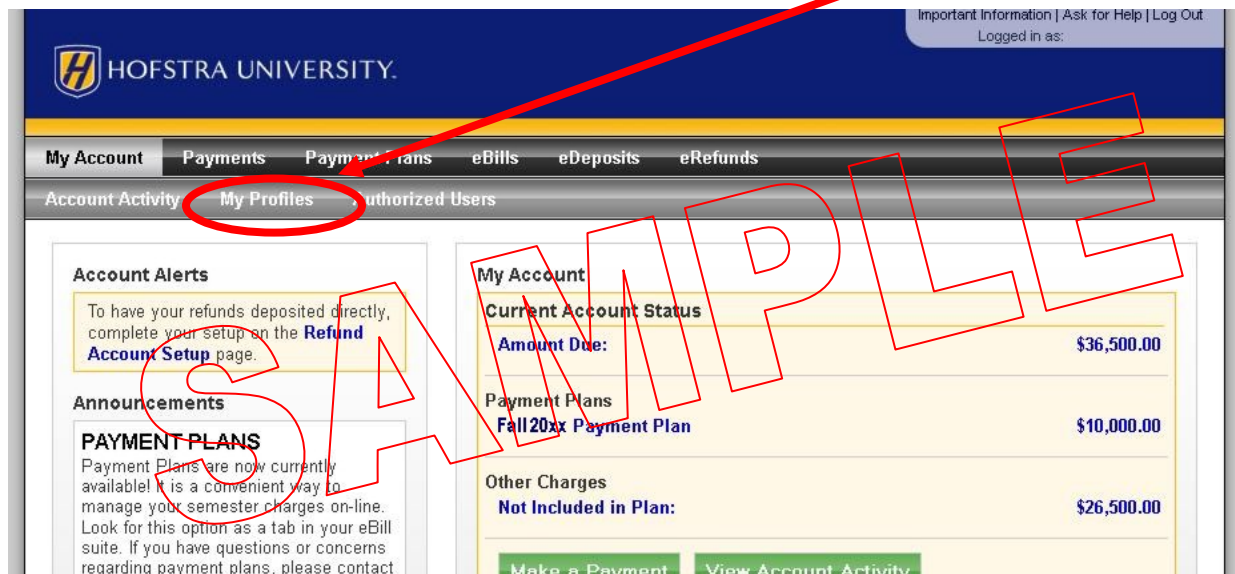 Important Information | Ask for Help | Log Out
Logged in as:
H HOFSTRA UNIVERSITY.
My Account Payments Payment Plans eBills eDeposits eRefunds
Account Activity My Profiles Authorized Users
Account Alerts
To have your refunds deposited directly,
complete your setup on the Refund
Account Setup page.
Announcements
PAYMENT PLANS
Payment Plans are now currently
available! It is a convenient way to
manage your semester charges on-line.
Look for this option as a tab in your eBill
suite. If you have questions or concerns
regarding payment plans, please contact
My Account
Current Account Status
Amount Due: $36,500.00
Payment Plans
Fall 20xx Payment Plan $10,000.00
Other Charges
Not Included in Plan: $26,500.00
Make a Payment View Account Activity
SAMPLE